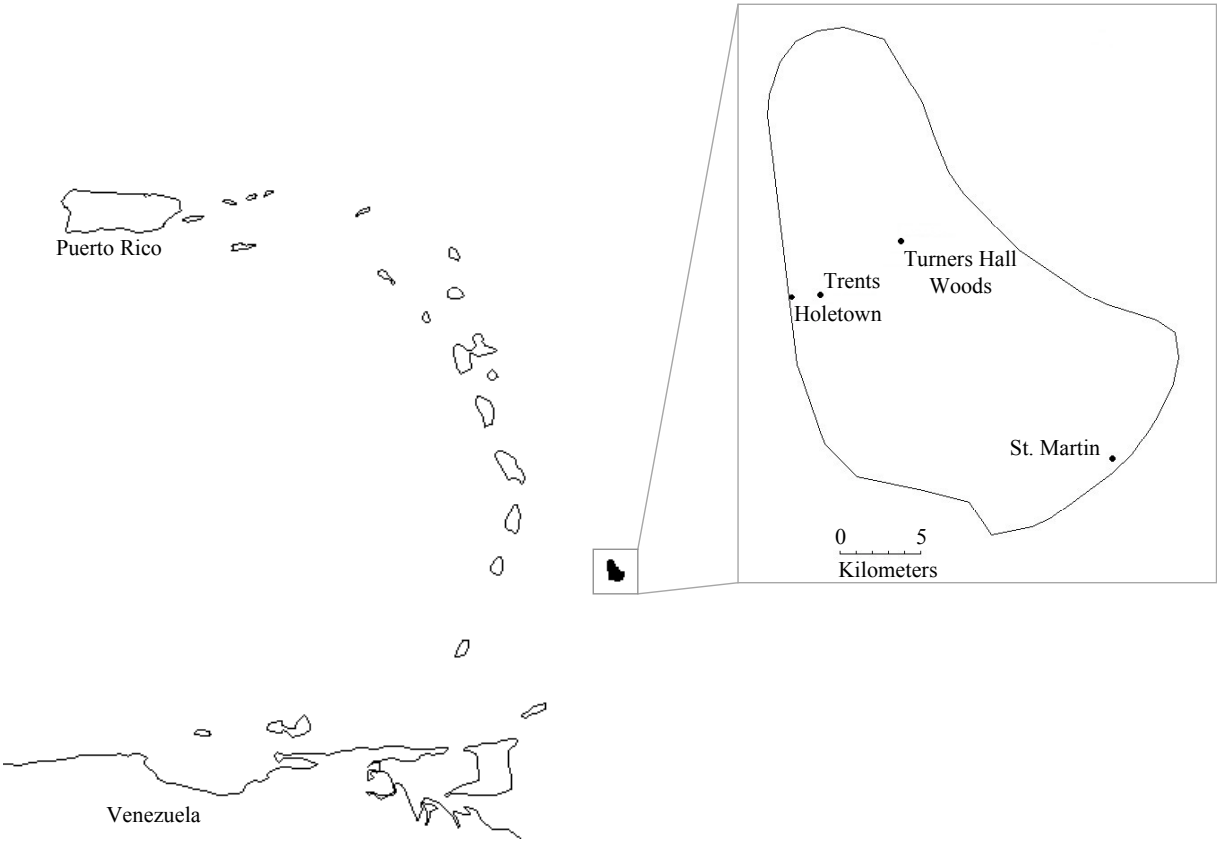 Puerto Rico
Turners Hall
Woods
Trents
Holetown
St. Martin
0 5
Kilometers
Venezuela